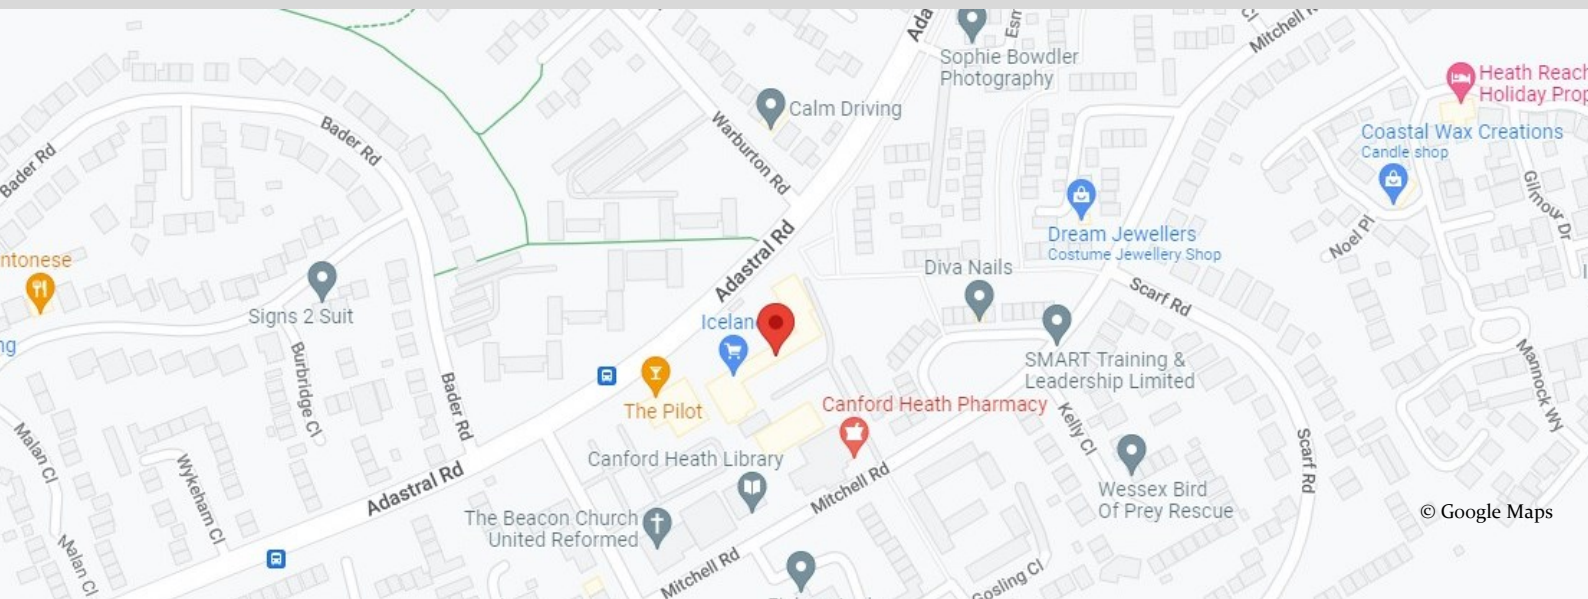 Ada
Esm
Mitchell
Sophie Bowdler
Photography
Heath Reach
Holiday Prop
Calm Driving
Bader Rd
Bader Rd
Warburton Rd
Coastal Wax Creations
Candle shop
Gilmour Dr
Noel Pl
Dream Jewellers
Costume Jewellery Shop
Adastral Rd
ntonese
Signs 2 Suit
Diva Nails
Scarf Rd
Icelan
ng
Burbridge Cl
SMART Training &
Leadership Limited
Mannock Wy
Bader Rd
The Pilot
Canford Heath Pharmacy
Kelly Cl
Malan Cl
Wykeham Cl
Adastral Rd
Canford Heath Library
Mitchell Rd
Scarf Rd
Wessex Bird
Of Prey Rescue
The Beacon Church
United Reformed
© Google Maps
Malan Cl
Mitchell Rd
Gosling Cl